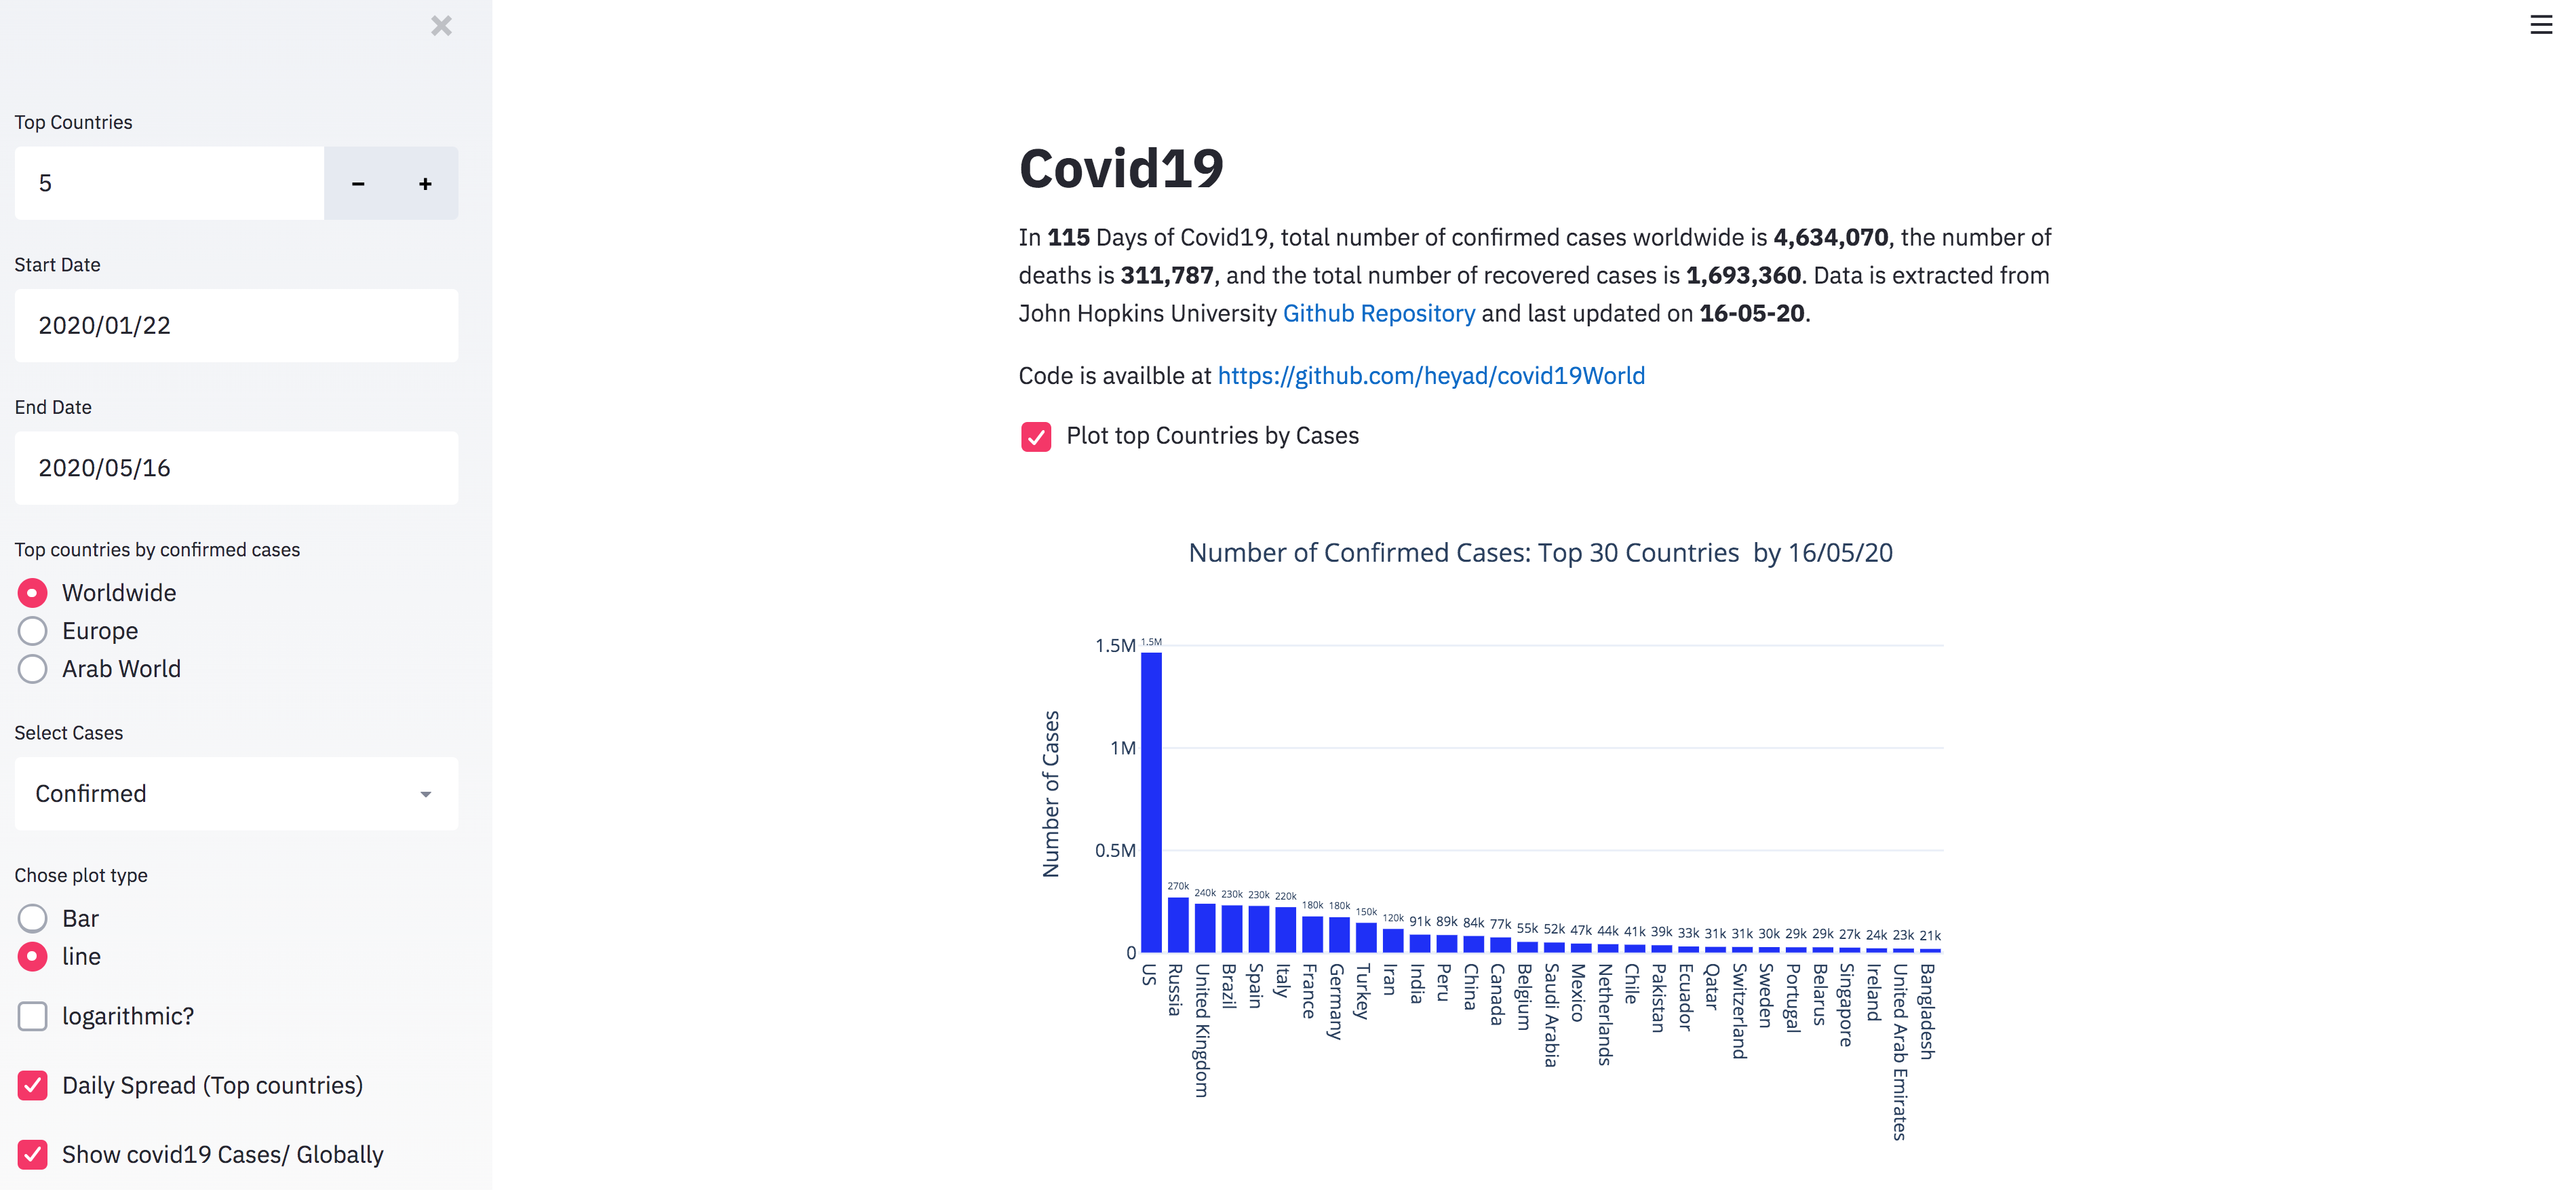 Top Countries
5
Start Date
2020/01/22
End Date
2020/05/16
Top countries by confirmed cases
Worldwide
Europe
Arab World
Select Cases
Confirmed
Chose plot type
Bar
line
logarithmic?
Daily Spread (Top countries)
Show covid19 Cases/ Globally
Covid19
In 115 Days of Covid19, total number of confirmed cases worldwide is 4,634,070, the number of
deaths is 311,787, and the total number of recovered cases is 1,693,360. Data is extracted from
John Hopkins University Github Repository and last updated on 16-05-20.
Code is availble at https://github.com/heyad/covid19World
Plot top Countries by Cases
Number of Confirmed Cases: Top 30 Countries by 16/05/20
Number of Cases
1.5M
1M
0.5M
0
1.5M 270k 240k 230k 230k 220k 180k 180k 150k 120k 91k 89k 84k 77k 55k 52k 47k 44k 41k 39k 33k 31k 31k 30k 29k 29k 27k 24k 23k 21k
US
Russia
United Kingdom
Brazil
Spain
Italy
France
Germany
Turkey
Iran
India
Peru
China
Canada
Belgium
Saudi Arabia
Mexico
Netherlands
Chile
Pakistan
Ecuador
Qatar
Switzerland
Sweden
Portugal
Belarus
Singapore
Ireland
United Arab Emirates
Bangladesh